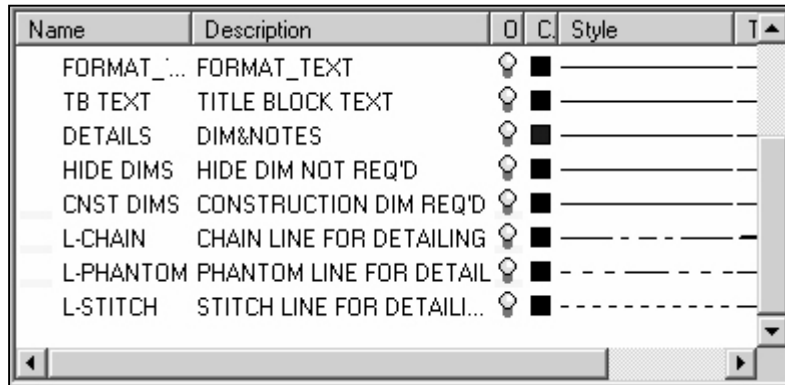 Name Description O C. Style T
FORMAT_'... FORMAT_TEXT
TB TEXT TITLE BLOCK TEXT
DETAILS DIM&NOTES
HIDE DIMS HIDE DIM NOT REQ'D
CNST DIMS CONSTRUCTION DIM REQ'D
L-CHAIN CHAIN LINE FOR DETAILING
L-PHANTOM PHANTOM LINE FOR DETAIL
L-STITCH STITCH LINE FOR DETAILI...